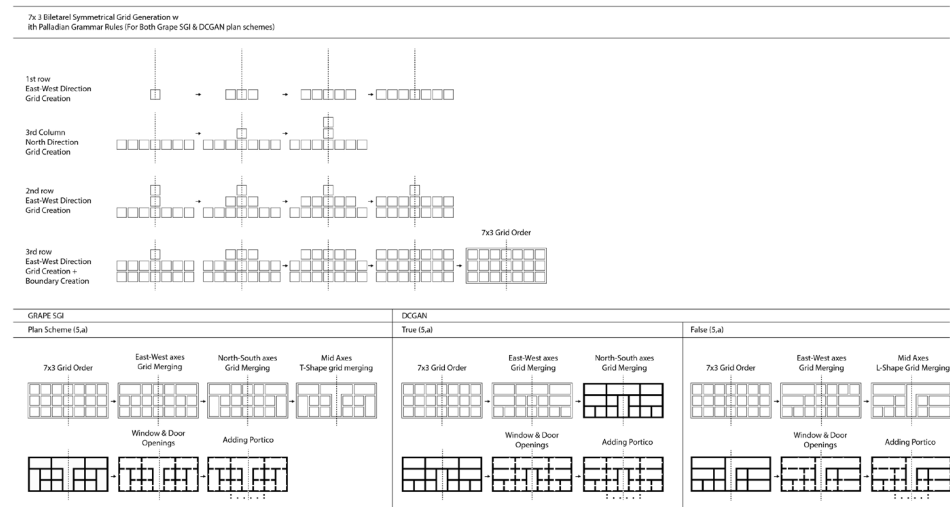 7x 3 Biletarel Symmetrical Grid Generation w
ith Palladian Grammar Rules (For Both Grape SGI & DCGAN plan schemes)
1st row
East-West Direction
Grid Creation
3rd Column
North Direction
Grid Creation
2nd row
East-West Direction
Grid Creation
3rd row
East-West Direction
Grid Creation +
Boundary Creation
7x3 Grid Order
GRAPE SGI
DCGAN
Plan Scheme (5,a)
True (5,a)
False (5,a)
7x3 Grid Order
East-West axes
Grid Merging
North-South axes
Grid Merging
Mid Axes
T-Shape grid merging
7x3 Grid Order
East-West axes
Grid Merging
North-South axes
Grid Merging
7x3 Grid Order
East-West axes
Grid Merging
Mid Axes
L-Shape Grid Merging
Window & Door
Openings
Adding Portico
Window & Door
Openings
Adding Portico
Window & Door
Openings
Adding Portico